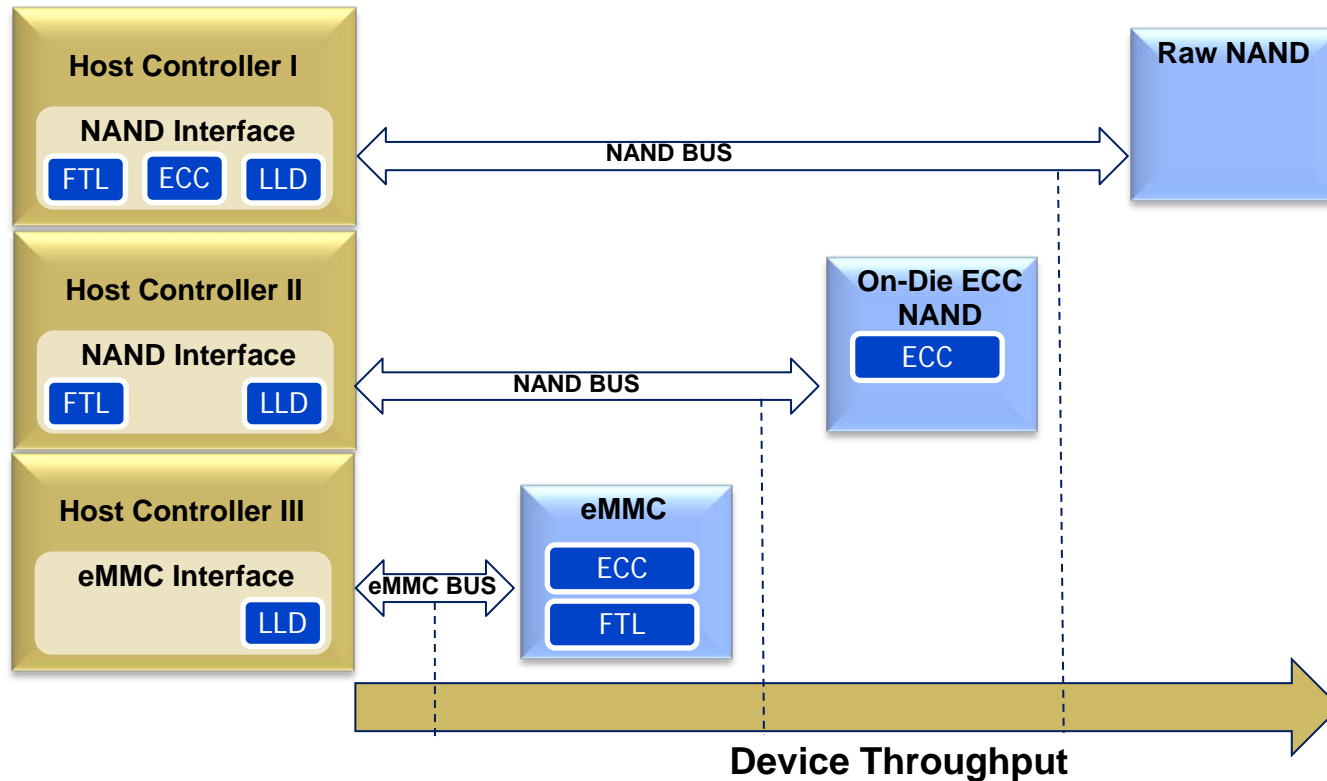 Host Controller I
NAND Interface
FTL
ECC
LLD
NAND BUS
Raw NAND
Host Controller II
NAND Interface
FTL
LLD
NAND BUS
On-Die ECC
NAND
ECC
Host Controller III
eMMC Interface
LLD
eMMC BUS
eMMC
ECC
FTL
Device Throughput